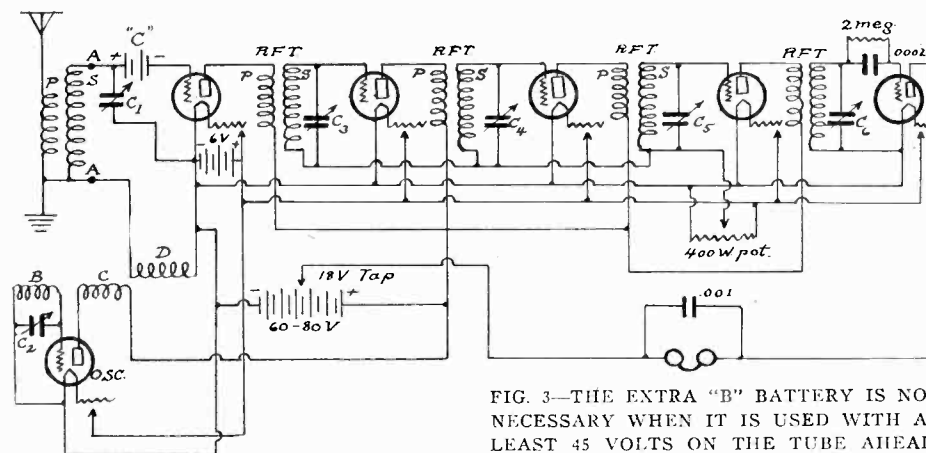 "C"
+ -
A
P
S
C1
A
6V
- +
RFT
P
S
C3
RFT
S
C4
RFT
P
S
C5
RFT
C6
2 meg.
.0002
400 W pot.
D
18V Tap
- +
60-80V
B
C
C2
OSC.
.001
FIG. 3—THE EXTRA "B" BATTERY IS NO
NECESSARY WHEN IT IS USED WITH A
LEAST 45 VOLTS ON THE TUBE AHEAD